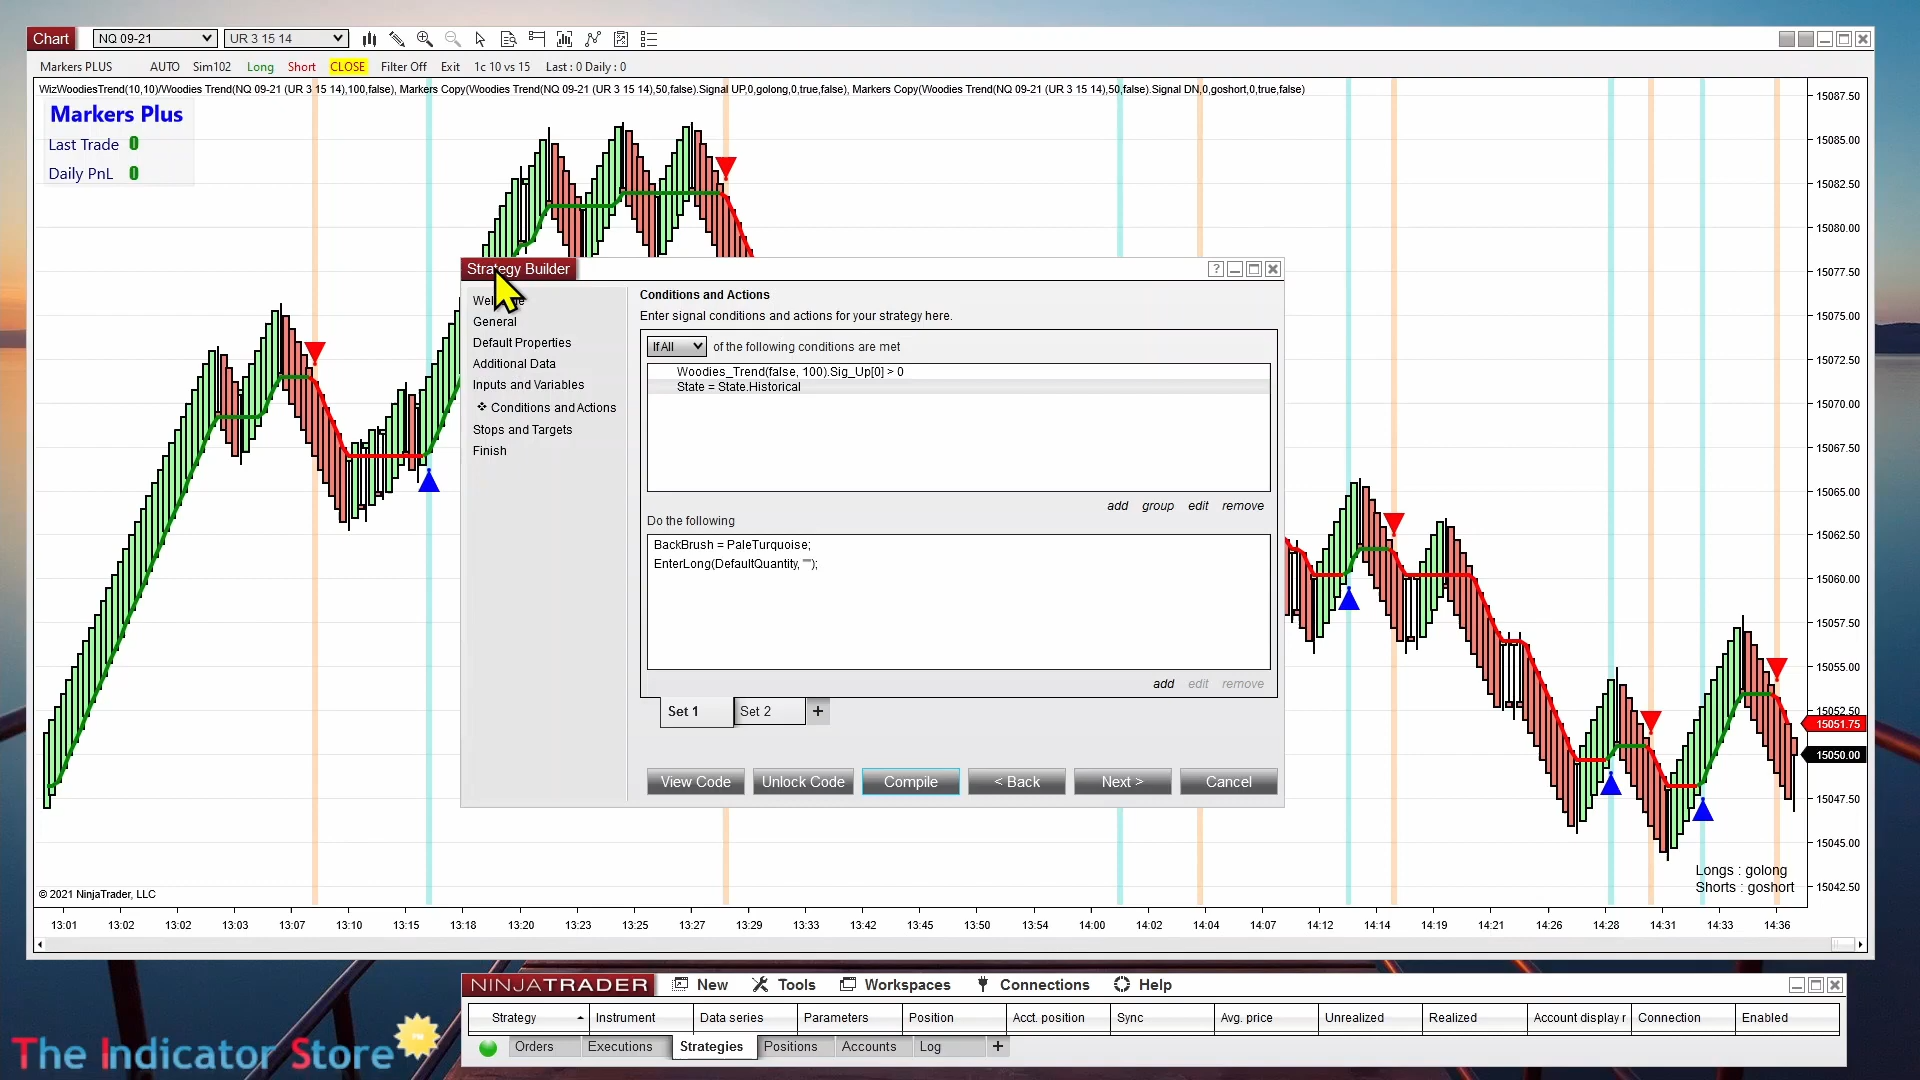 Chart NQ 09-21 UR 3 15 14
Markers PLUS AUTO Sim102 Long Short CLOSE Filter Off Exit 1c 10 vs 15 Last : 0 Daily : 0
WizWoodiesTrend(10,10)/Woodies Trend(NQ 09-21 (UR 3 15 14),100,false), Markers Copy(Woodies Trend(NQ 09-21 (UR 3 15 14),50,false).Signal UP,0,golong,0,true,false), Markers Copy(Woodies Trend(NQ 09-21 (UR 3 15 14),50,false).Signal DN,0,goshort,0,true,false)
Markers Plus
Last Trade 0
Daily PnL 0
15087.50
15085.00
15082.50
15080.00
15077.50
15075.00
15072.50
15070.00
15067.50
15065.00
15062.50
15060.00
15057.50
15055.00
15052.50
15051.75
15050.00
15047.50
15045.00
15042.50
Strategy Builder
?
General
Default Properties
Additional Data
Inputs and Variables
Conditions and Actions
Stops and Targets
Finish
Conditions and Actions
Enter signal conditions and actions for your strategy here.
If All of the following conditions are met
Woodies_Trend(false, 100).Sig_Up[0] > 0
State = State.Historical
add group edit remove
Do the following
BackBrush = PaleTurquoise;
EnterLong(DefaultQuantity, "");
add edit remove
Set 1 Set 2 +
View Code Unlock Code Compile < Back Next > Cancel
Longs : golong
Shorts : goshort
© 2021 NinjaTrader, LLC
13:01 13:02 13:02 13:03 13:07 13:10 13:15 13:18 13:20 13:23 13:25 13:27 13:29 13:33 13:42 13:45 13:50 13:54 14:00 14:02 14:04 14:07 14:12 14:14 14:19 14:21 14:26 14:28 14:31 14:33 14:36
NINJATRADER New Tools Workspaces Connections Help
Strategy Instrument Data series Parameters Position Acct. position Sync Avg. price Unrealized Realized Account display r Connection Enabled
Orders Executions Strategies Positions Accounts Log +
The Indicator Store